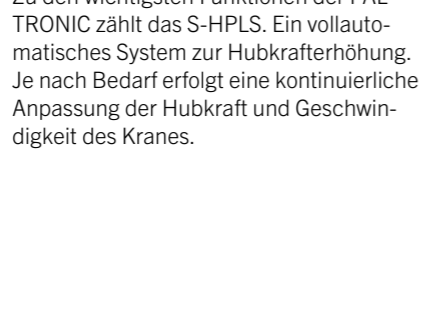 Zu den wichtigsten Funktionen der PAL-
TRONIC zählt das S-HPLS. Ein vollauto-
matisches System zur Hubkrafterhöhung.
Je nach Bedarf erfolgt eine kontinuierliche
Anpassung der Hubkraft und Geschwin-
digkeit des Kranes.